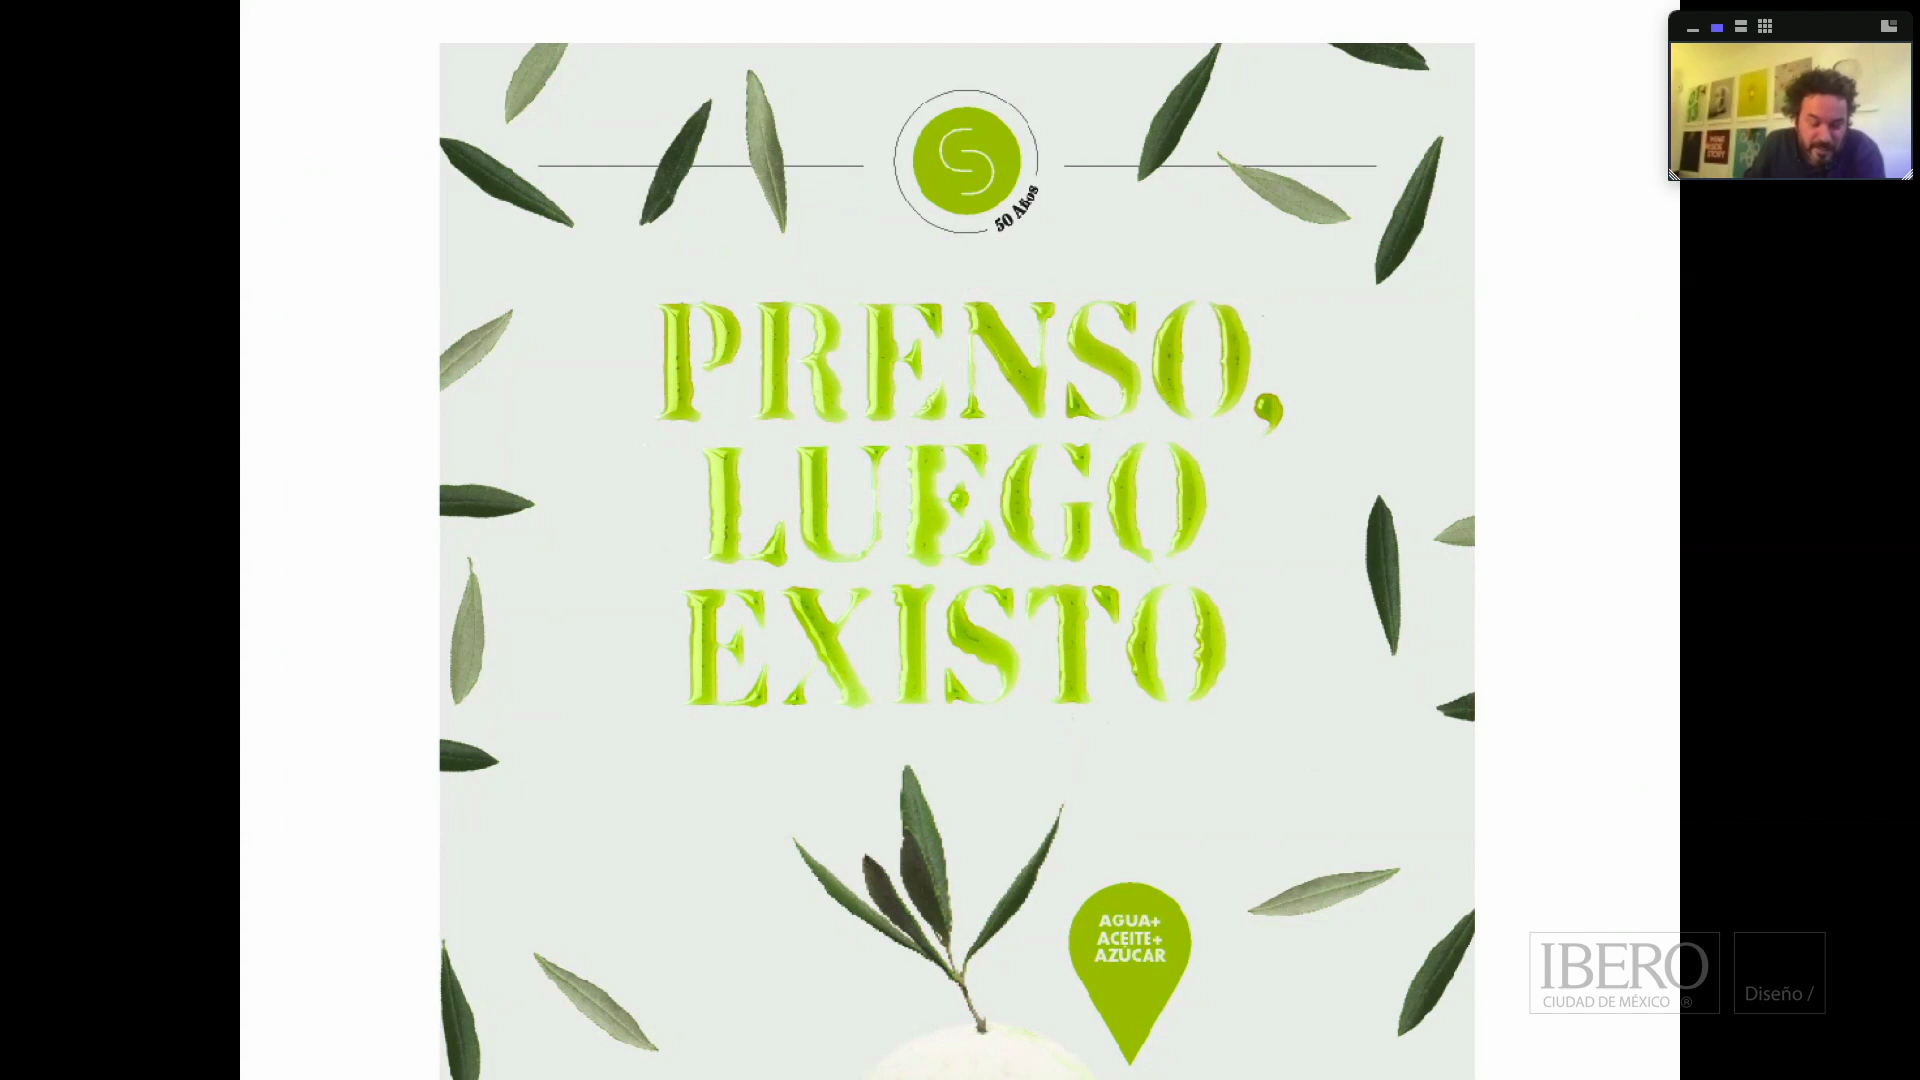 S
50 Años
PRENSO,
LUEGO
EXISTO
AGUA+
ACEITE+
AZÚCAR
IBERO
CIUDAD DE MÉXICO ®
Diseño /